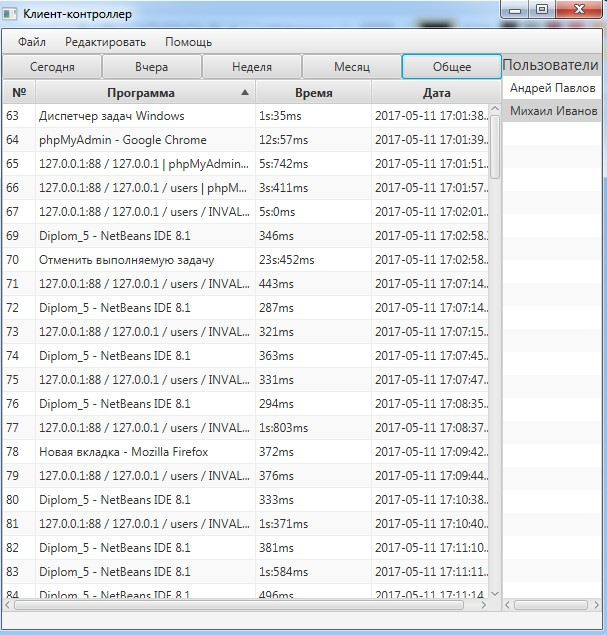 Клиент-контроллер
Файл Редактировать Помощь
Сегодня Вчера Неделя Месяц Общее Пользователи
№ Программа Время Дата
Андрей Павлов
Михаил Иванов
63 Диспетчер задач Windows 1s:35ms 2017-05-11 17:01:38...
64 phpMyAdmin - Google Chrome 12s:57ms 2017-05-11 17:01:39...
65 127.0.0.1:88 / 127.0.0.1 | phpMyAdmin... 5s:742ms 2017-05-11 17:01:51...
66 127.0.0.1:88 / 127.0.0.1 / users | phpM... 3s:411ms 2017-05-11 17:01:57...
67 127.0.0.1:88 / 127.0.0.1 / users / INVAL... 5s:0ms 2017-05-11 17:02:01...
69 Diplom_5 - NetBeans IDE 8.1 346ms 2017-05-11 17:02:58...
70 Отменить выполняемую задачу 23s:452ms 2017-05-11 17:02:58...
71 127.0.0.1:88 / 127.0.0.1 / users / INVAL... 443ms 2017-05-11 17:07:14...
72 Diplom_5 - NetBeans IDE 8.1 287ms 2017-05-11 17:07:14...
73 127.0.0.1:88 / 127.0.0.1 / users / INVAL... 321ms 2017-05-11 17:07:15...
74 Diplom_5 - NetBeans IDE 8.1 363ms 2017-05-11 17:07:45...
75 127.0.0.1:88 / 127.0.0.1 / users / INVAL... 331ms 2017-05-11 17:07:47...
76 Diplom_5 - NetBeans IDE 8.1 294ms 2017-05-11 17:08:35...
77 127.0.0.1:88 / 127.0.0.1 / users / INVAL... 1s:803ms 2017-05-11 17:08:37...
78 Новая вкладка - Mozilla Firefox 372ms 2017-05-11 17:09:42...
79 127.0.0.1:88 / 127.0.0.1 / users / INVAL... 376ms 2017-05-11 17:09:44...
80 Diplom_5 - NetBeans IDE 8.1 333ms 2017-05-11 17:10:38...
81 127.0.0.1:88 / 127.0.0.1 / users / INVAL... 1s:371ms 2017-05-11 17:10:40...
82 Diplom_5 - NetBeans IDE 8.1 381ms 2017-05-11 17:11:10...
83 Diplom_5 - NetBeans IDE 8.1 1s:584ms 2017-05-11 17:11:11...
84 Diplom_5 - NetBeans IDE 8.1 496ms 2017-05-11 17:11:14...